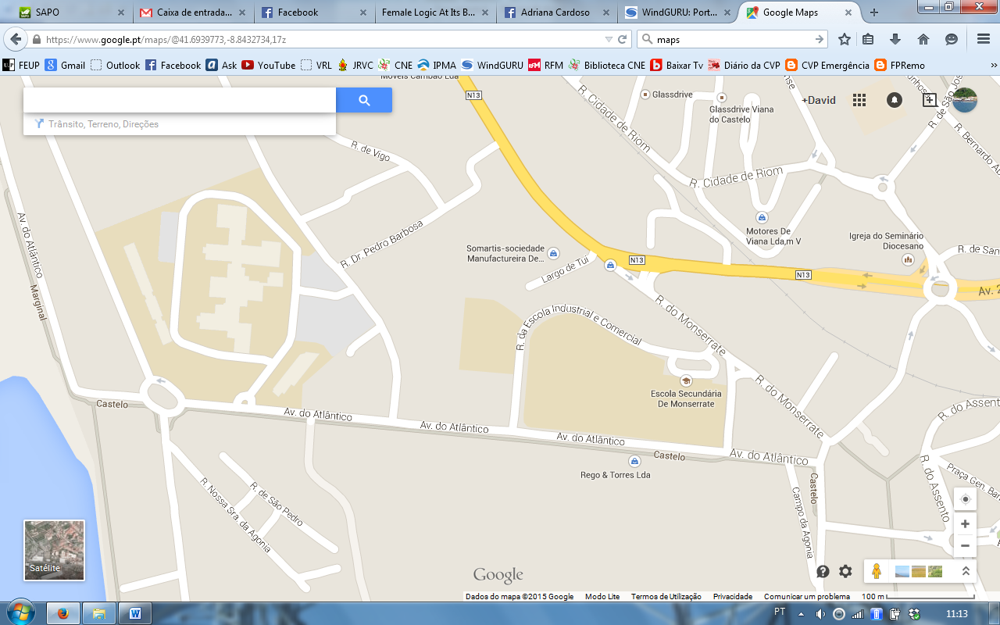 SAPO
Caixa de entrada...
Facebook
Female Logic At Its B...
Adriana Cardoso
WindGURU: Port...
Google Maps
https://www.google.pt/maps/@41.6939773,-8.8432734,17z
maps
FEUP
Gmail
Outlook
Facebook
Ask
YouTube
VRL
JRVC
CNE
IPMA
WindGURU
RFM
Biblioteca CNE
Baixar Tv
Diário da CVP
CVP Emergência
FPRemo
Móveis Cambão Lda
N13
Trânsito, Terreno, Direções
+David
Glassdrive
Glassdrive Viana
do Castelo
R. Cidade de Riom
R. Cidade de Riom
R. de São
R. Bernardo
R. de Vigo
R. Dr. Pedro Barbosa
Av. do Atlântico
Marginal
Motores De
Viana Lda,m V
Igreja do Seminário
Diocesano
R. de San
Somartis-sociedade
Manufactureira De...
Largo de Tui
N13
N13
Av. 2
R. do Monserrate
R. da Escola Industrial e Comercial
Escola Secundária
De Monserrate
R. do Monserrate
R. do Assent
Castelo
Av. do Atlântico
Av. do Atlântico
Av. do Atlântico
Castelo
Av. do Atlântico
Rego & Torres Lda
Castelo
Campo da Agonia
R. do Assento
Praça Gen. Bar
R. de São Pedro
R. Nossa Sra. da Agonia
Satélite
Google
Dados do mapa ©2015 Google
Modo Lite
Termos de Utilização
Privacidade
Comunicar um problema
100 m
PT
11:13